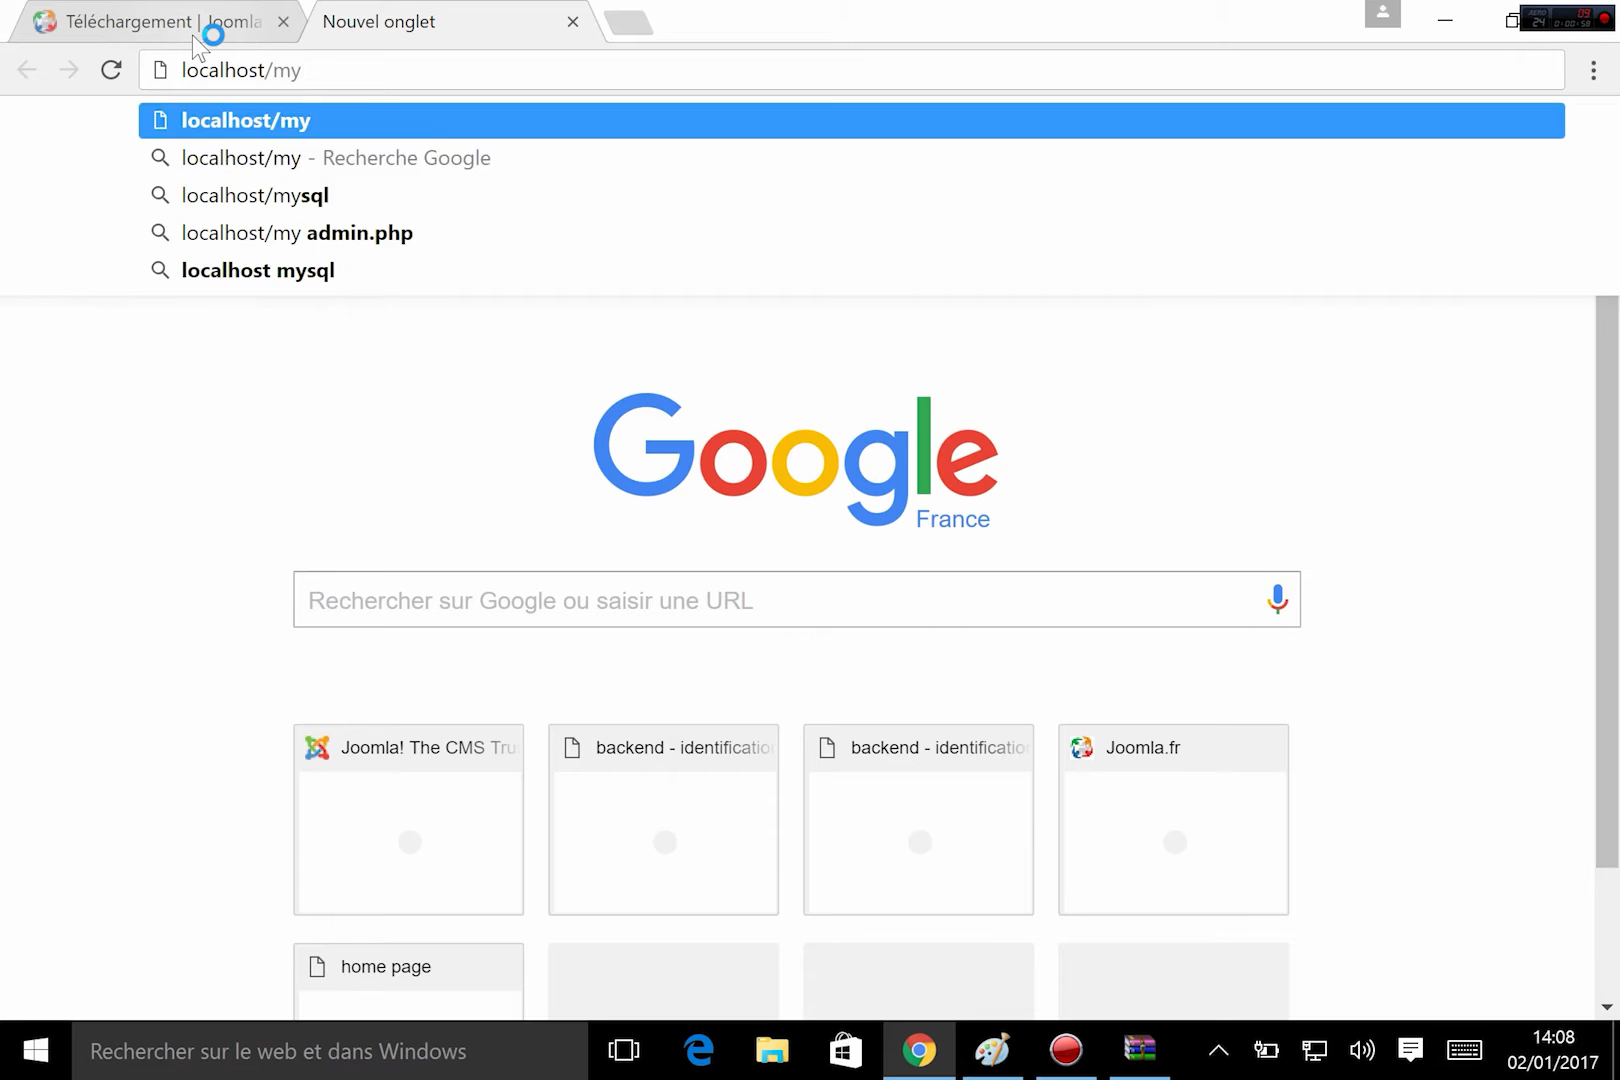 Téléchargement | Joomla
Nouvel onglet
localhost/my
localhost/my
localhost/my - Recherche Google
localhost/mysql
localhost/my admin.php
localhost mysql
Google
France
Rechercher sur Google ou saisir une URL
Joomla! The CMS Tru
backend - identificatio
backend - identificatio
Joomla.fr
home page
Rechercher sur le web et dans Windows
14:08
02/01/2017